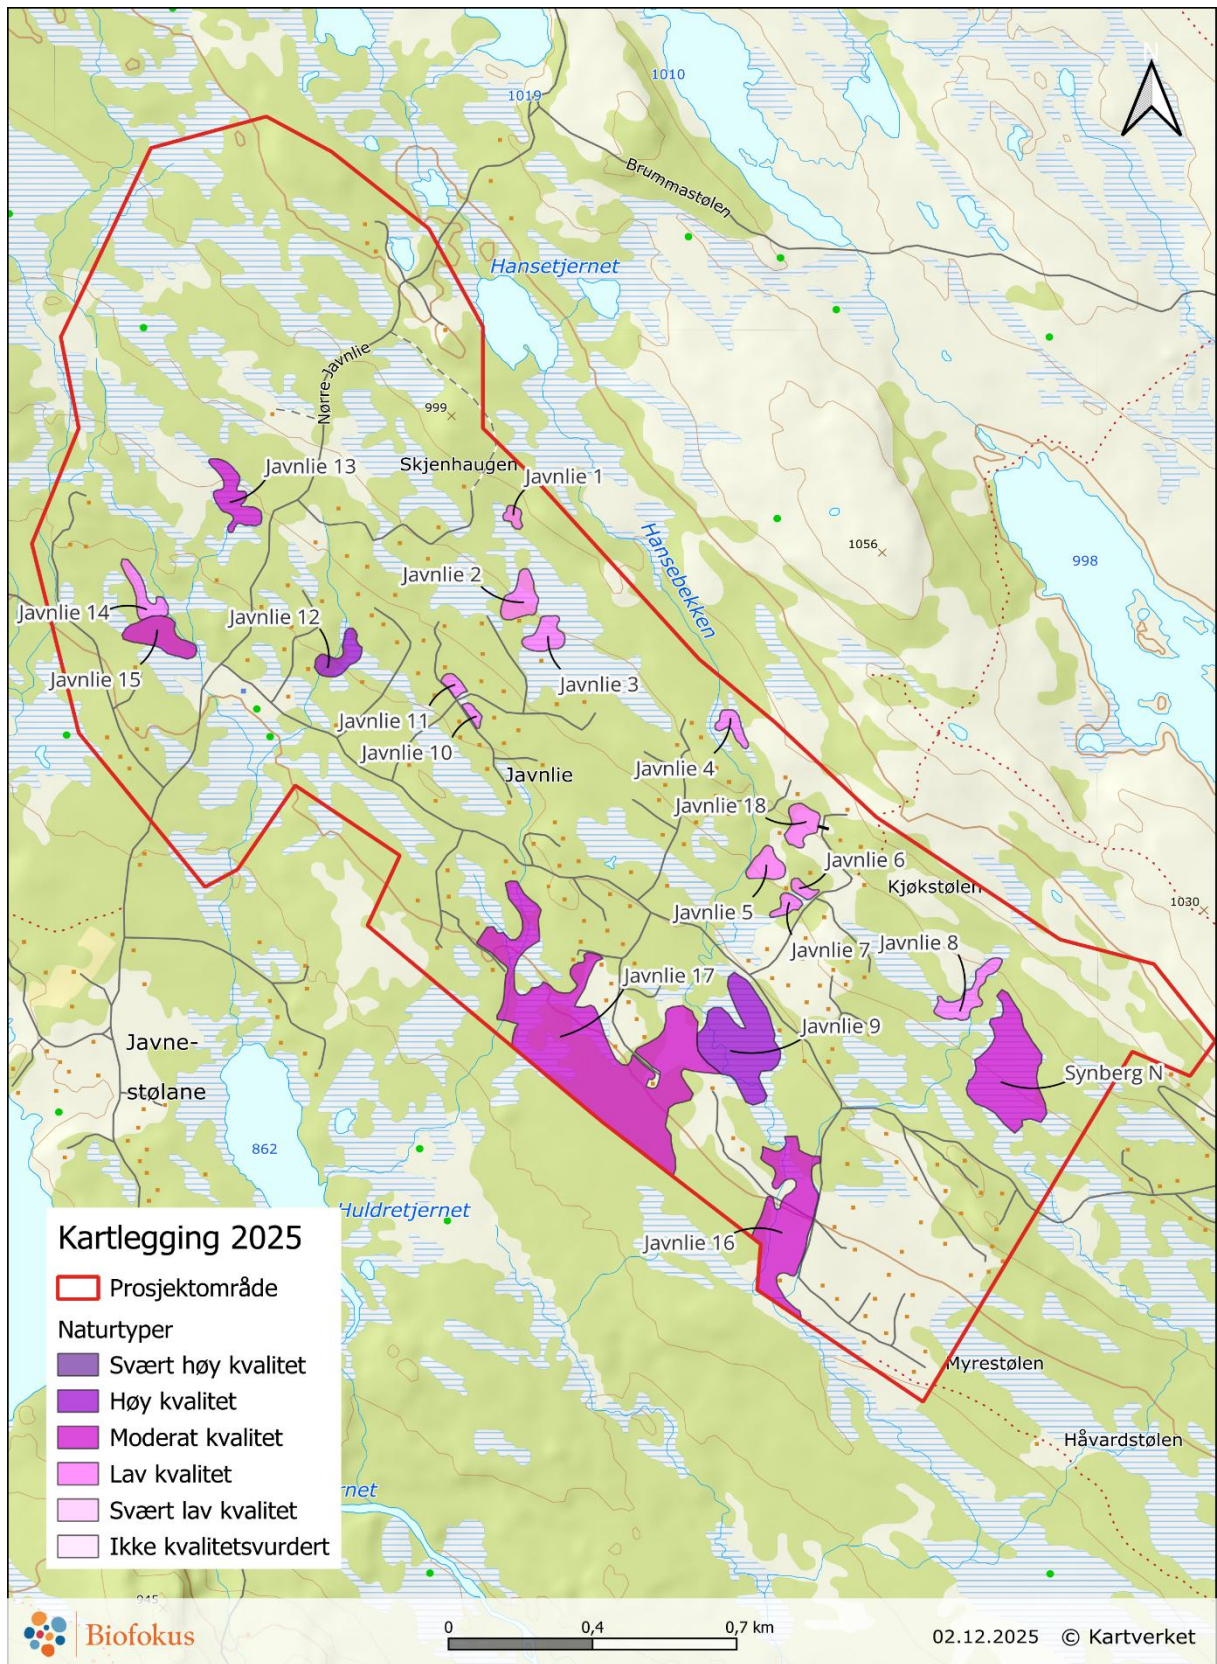 N
1010
1019
Brummastølen
Hansetjernet
Nørre Javnlie
999
Skjenhaugen
Javnlie 13
Javnlie 1
Hansebekken
1056
998
Javnlie 2
Javnlie 14
Javnlie 12
Javnlie 15
Javnlie 3
Javnlie 11
Javnlie 10
Javnlie
Javnlie 4
Javnlie 18
Javnlie 6
Kjøkstølen
1030
Javnlie 5
Javnlie 7
Javnlie 8
Javnlie 17
Javnlie 9
Javne-
stølane
Synberg N
862
Huldretjernet
Javnlie 16
Myrestølen
Håvardstølen
Kartlegging 2025
Prosjektområde
Naturtyper
Svært høy kvalitet
Høy kvalitet
Moderat kvalitet
Lav kvalitet
Svært lav kvalitet
Ikke kvalitetsvurdert
rnet
945
Biofokus
0 0,4 0,7 km
02.12.2025 © Kartverket